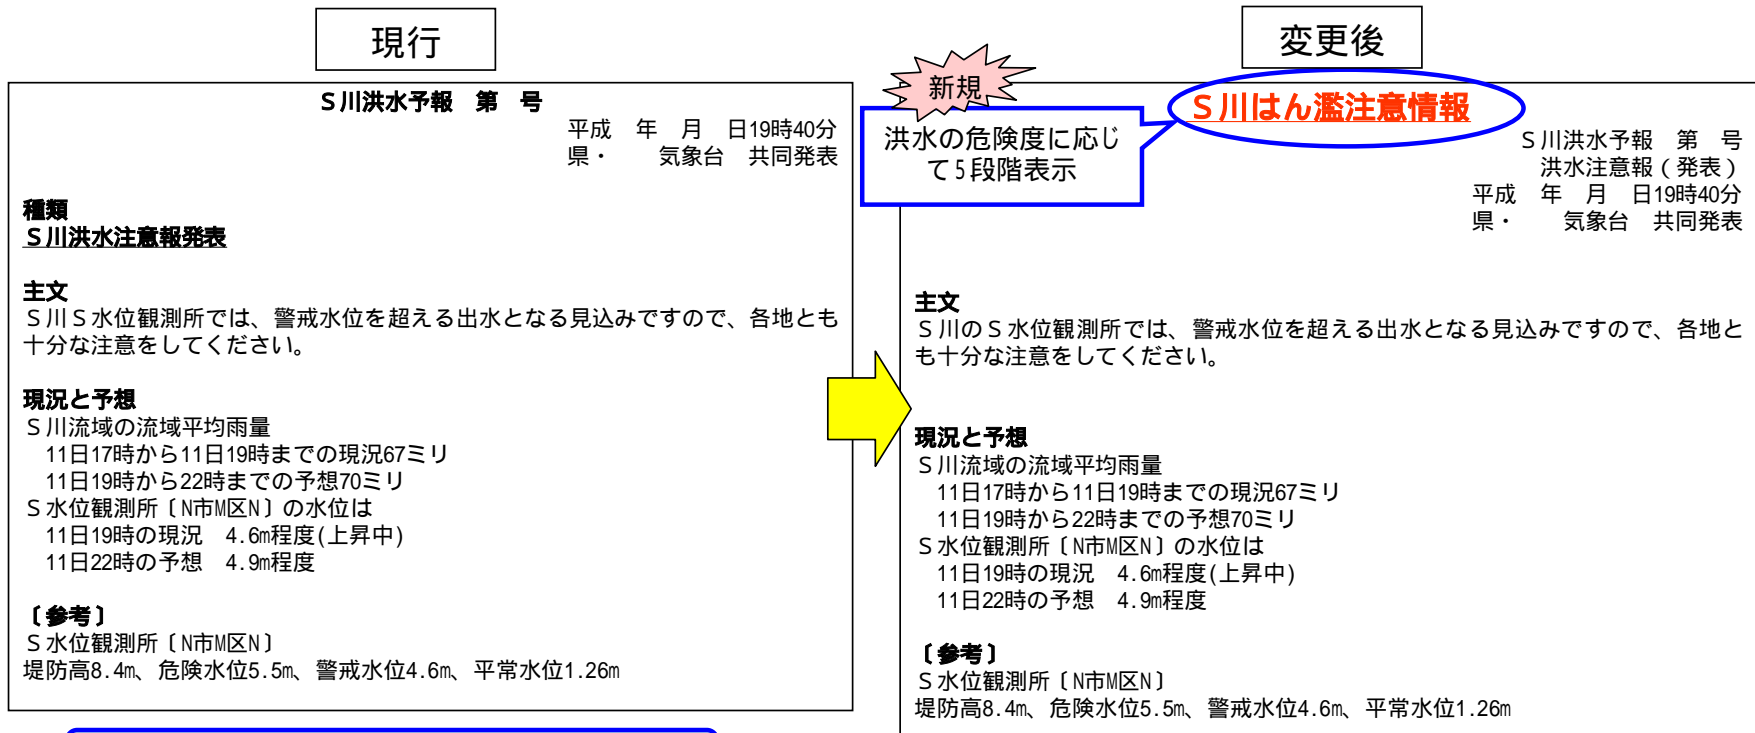 現行
Ｓ川洪水予報　第　号
平成　年　月　日19時40分
県・　　気象台　共同発表
種類
Ｓ川洪水注意報発表
主文
Ｓ川Ｓ水位観測所では、警戒水位を超える出水となる見込みですので、各地とも
十分な注意をしてください。
現況と予想
Ｓ川流域の流域平均雨量
11日17時から11日19時までの現況67ミリ
11日19時から22時までの予想70ミリ
Ｓ水位観測所〔N市M区N〕の水位は
11日19時の現況　4.6m程度(上昇中)
11日22時の予想　4.9m程度
〔参考〕
Ｓ水位観測所〔N市M区N〕
堤防高8.4m、危険水位5.5m、警戒水位4.6m、平常水位1.26m
変更後
新規
洪水の危険度に応じ
て5段階表示
Ｓ川はん濫注意情報
Ｓ川洪水予報　第　号
洪水注意報（発表）
平成　年　月　日19時40分
県・　　気象台　共同発表
主文
Ｓ川のＳ水位観測所では、警戒水位を超える出水となる見込みですので、各地と
も十分な注意をしてください。
現況と予想
Ｓ川流域の流域平均雨量
11日17時から11日19時までの現況67ミリ
11日19時から22時までの予想70ミリ
Ｓ水位観測所〔N市M区N〕の水位は
11日19時の現況　4.6m程度(上昇中)
11日22時の予想　4.9m程度
〔参考〕
Ｓ水位観測所〔N市M区N〕
堤防高8.4m、危険水位5.5m、警戒水位4.6m、平常水位1.26m